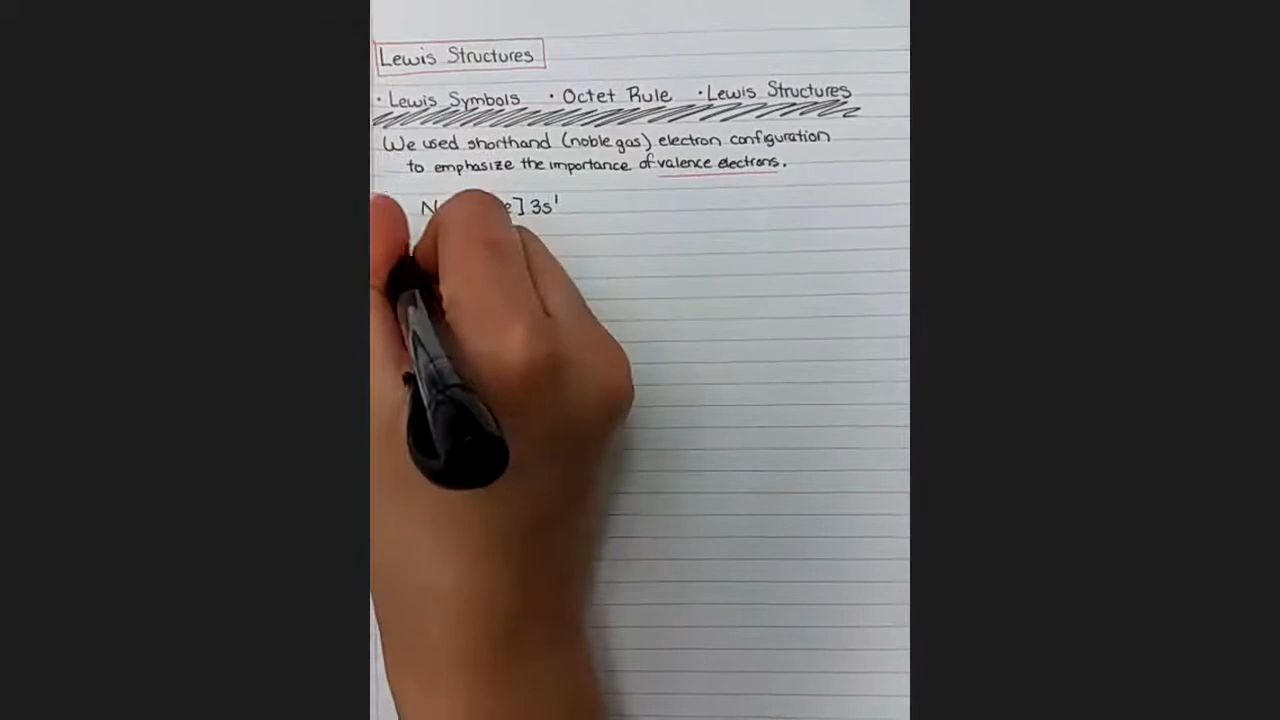 Lewis Structures
· Lewis Symbols · Octet Rule · Lewis Structures
We used shorthand (noble gas) electron configuration
to emphasize the importance of valence electrons.
] 3s¹